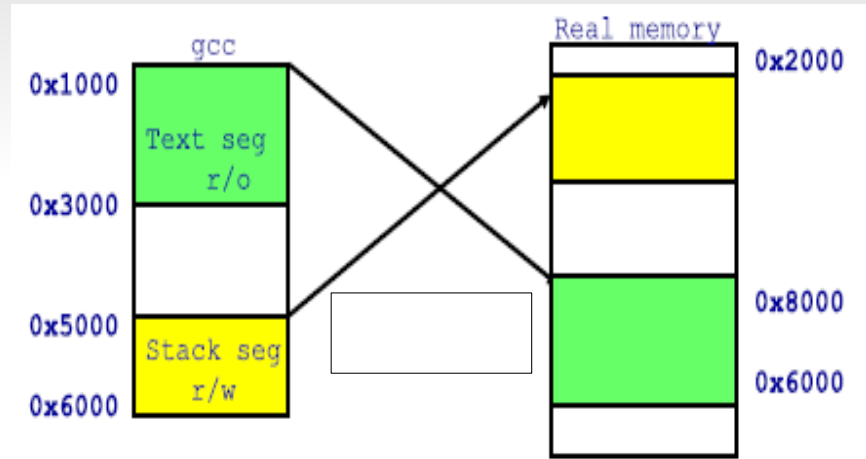 gcc
0x1000
Text seg
r/o
0x3000
0x5000
Stack seg
r/w
0x6000
Real memory
0x2000
0x8000
0x6000